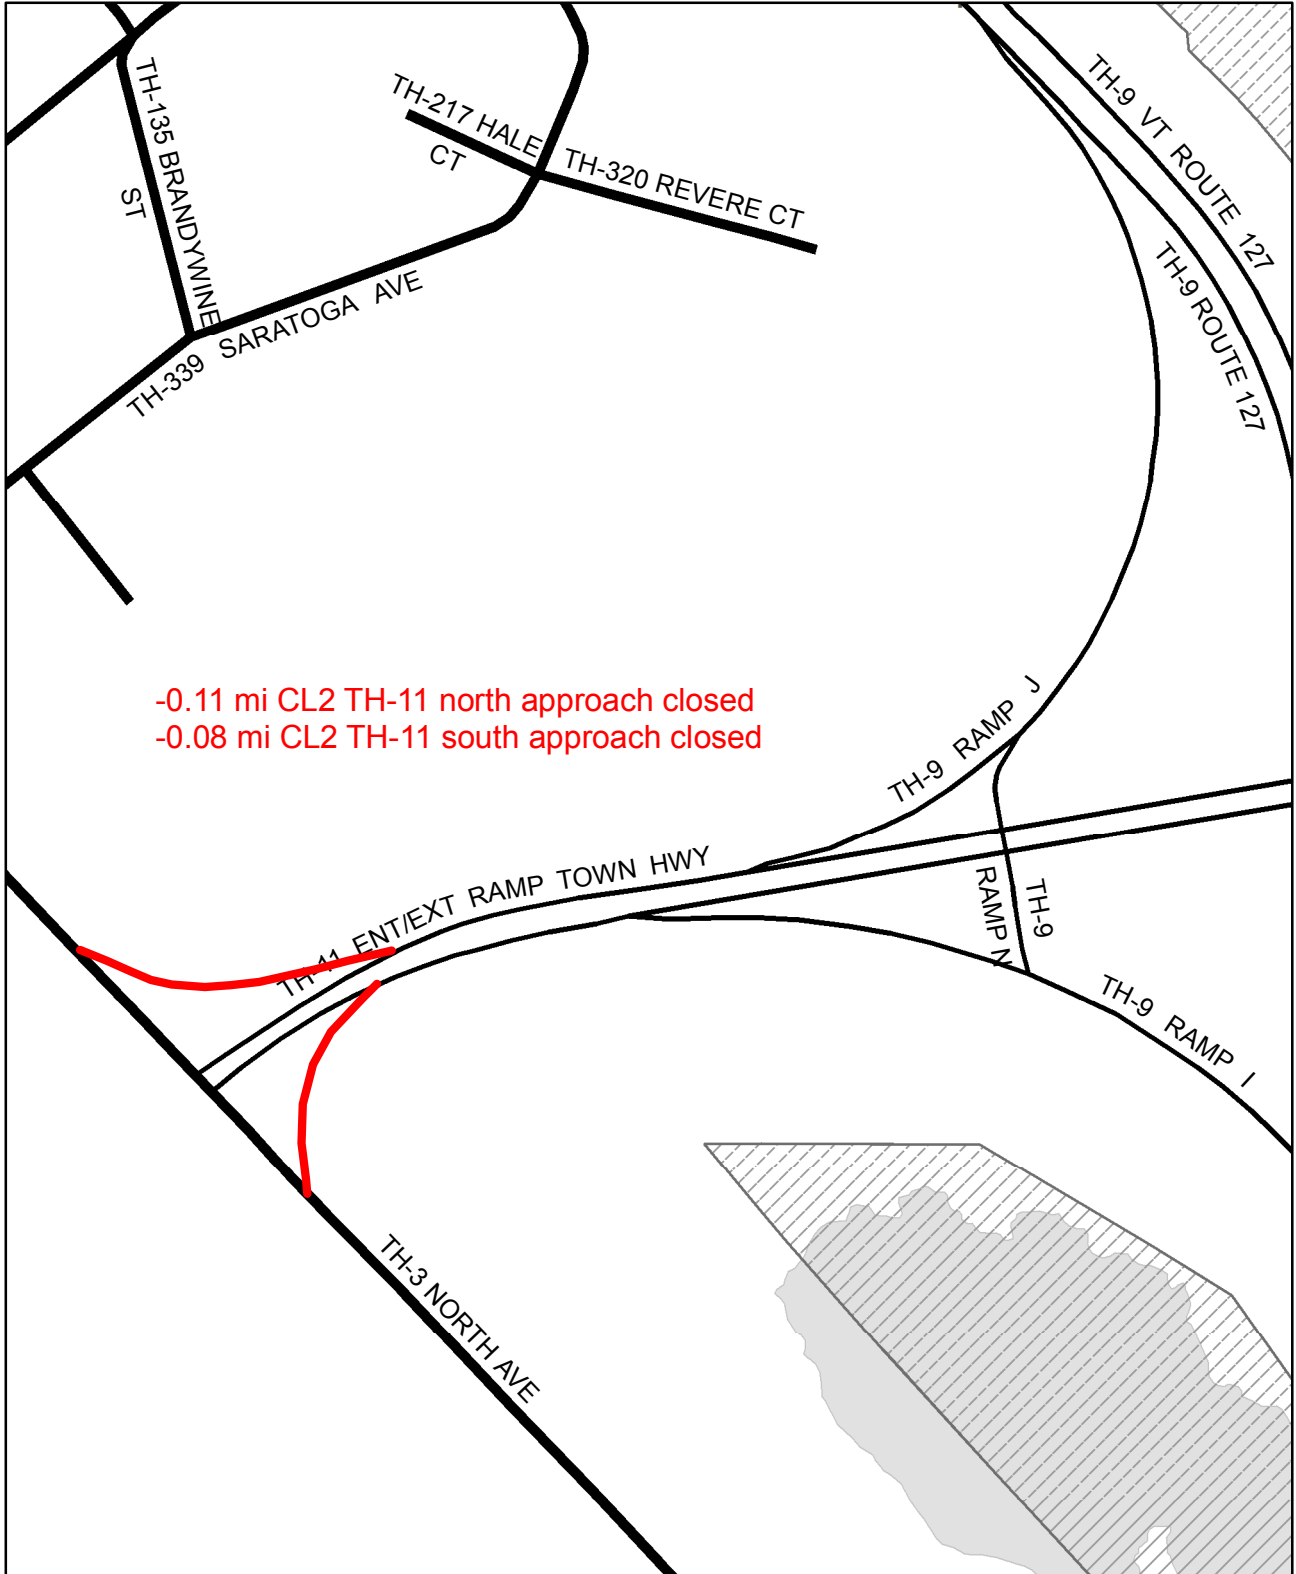 TH-135 BRANDYWINE
ST
TH-217 HALE
CT
TH-320 REVERE CT
TH-9 VT ROUTE 127
TH-9 ROUTE 127
TH-339 SARATOGA AVE
-0.11 mi CL2 TH-11 north approach closed
-0.08 mi CL2 TH-11 south approach closed
TH-9 RAMP J
TH-11 ENT/EXT RAMP TOWN HWY
TH-9
RAMP N
TH-9 RAMP I
TH-3 NORTH AVE